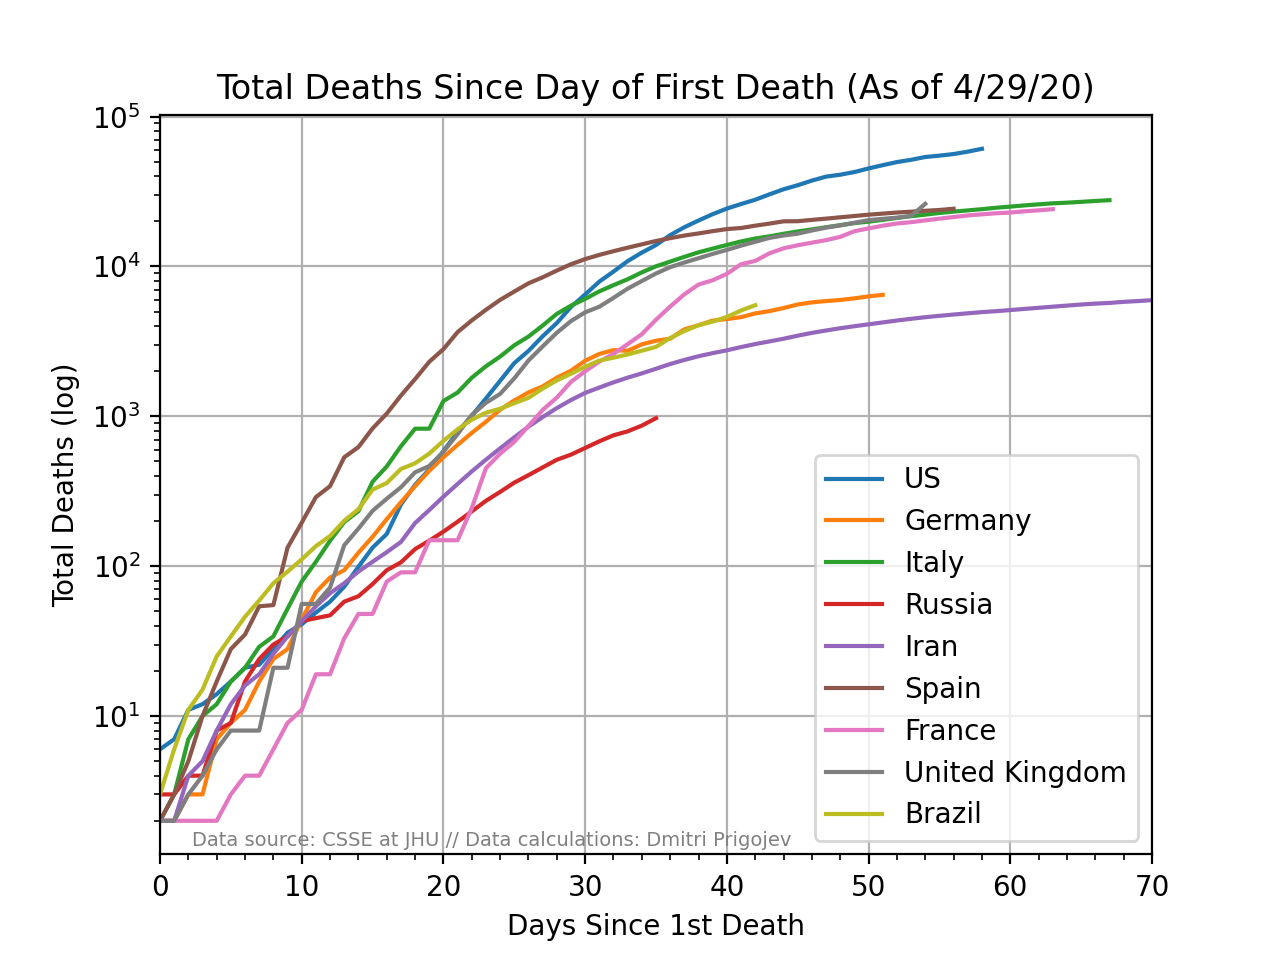 Total Deaths Since Day of First Death (As of 4/29/20)
10^5
10^4
10^3
10^2
10^1
Total Deaths (log)
US
Germany
Italy
Russia
Iran
Spain
France
United Kingdom
Brazil
Data source: CSSE at JHU // Data calculations: Dmitri Prigojev
0 10 20 30 40 50 60 70
Days Since 1st Death